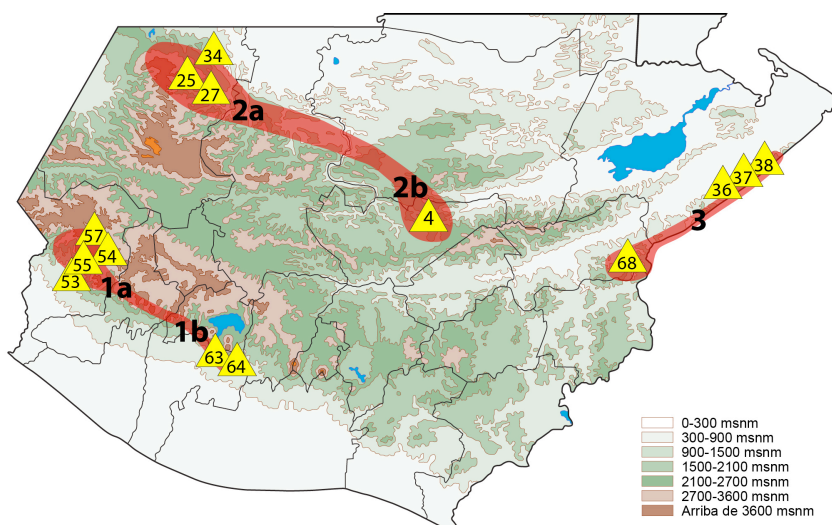 34
25
27
2a
38
37
36
2b
4
3
57
54
55
53
68
1a
1b
63
64
0-300 msnm
300-900 msnm
900-1500 msnm
1500-2100 msnm
2100-2700 msnm
2700-3600 msnm
Arriba de 3600 msnm